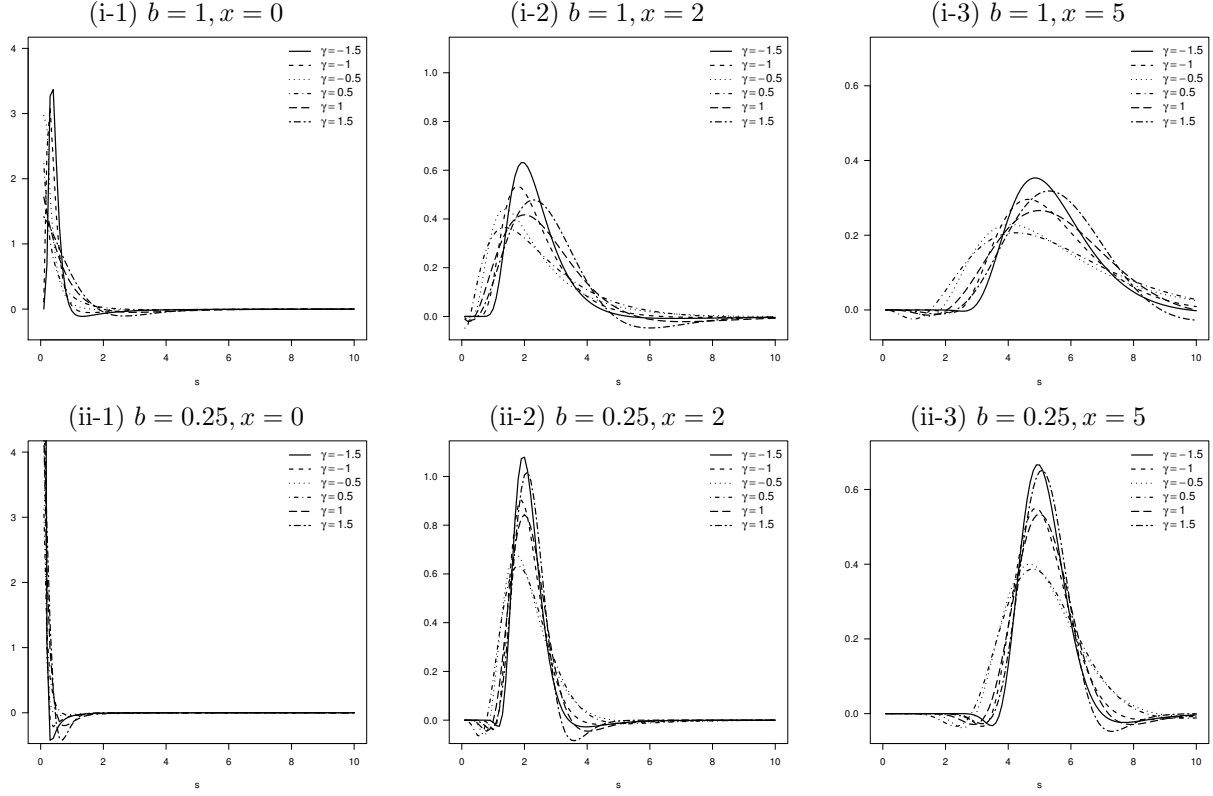 (i-1) b = 1, x = 0
4
3
2
1
0
0 2 4 6 8 10
s
γ = −1.5
γ = −1
γ = −0.5
γ = 0.5
γ = 1
γ = 1.5
(i-2) b = 1, x = 2
1.0
0.8
0.6
0.4
0.2
0.0
0 2 4 6 8 10
s
γ = −1.5
γ = −1
γ = −0.5
γ = 0.5
γ = 1
γ = 1.5
(i-3) b = 1, x = 5
0.6
0.4
0.2
0.0
0 2 4 6 8 10
s
γ = −1.5
γ = −1
γ = −0.5
γ = 0.5
γ = 1
γ = 1.5
(ii-1) b = 0.25, x = 0
4
3
2
1
0
0 2 4 6 8 10
s
γ = −1.5
γ = −1
γ = −0.5
γ = 0.5
γ = 1
γ = 1.5
(ii-2) b = 0.25, x = 2
1.0
0.8
0.6
0.4
0.2
0.0
0 2 4 6 8 10
s
γ = −1.5
γ = −1
γ = −0.5
γ = 0.5
γ = 1
γ = 1.5
(ii-3) b = 0.25, x = 5
0.6
0.4
0.2
0.0
0 2 4 6 8 10
s
γ = −1.5
γ = −1
γ = −0.5
γ = 0.5
γ = 1
γ = 1.5